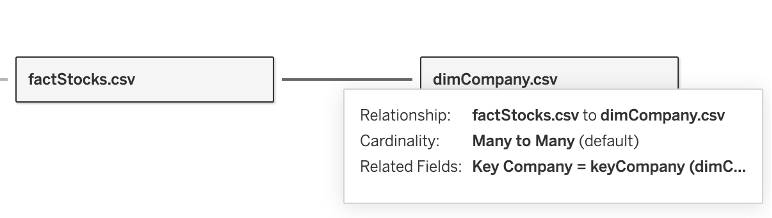 factStocks.csv
dimCompany.csv
Relationship: factStocks.csv to dimCompany.csv
Cardinality: Many to Many (default)
Related Fields: Key Company = keyCompany (dimC...